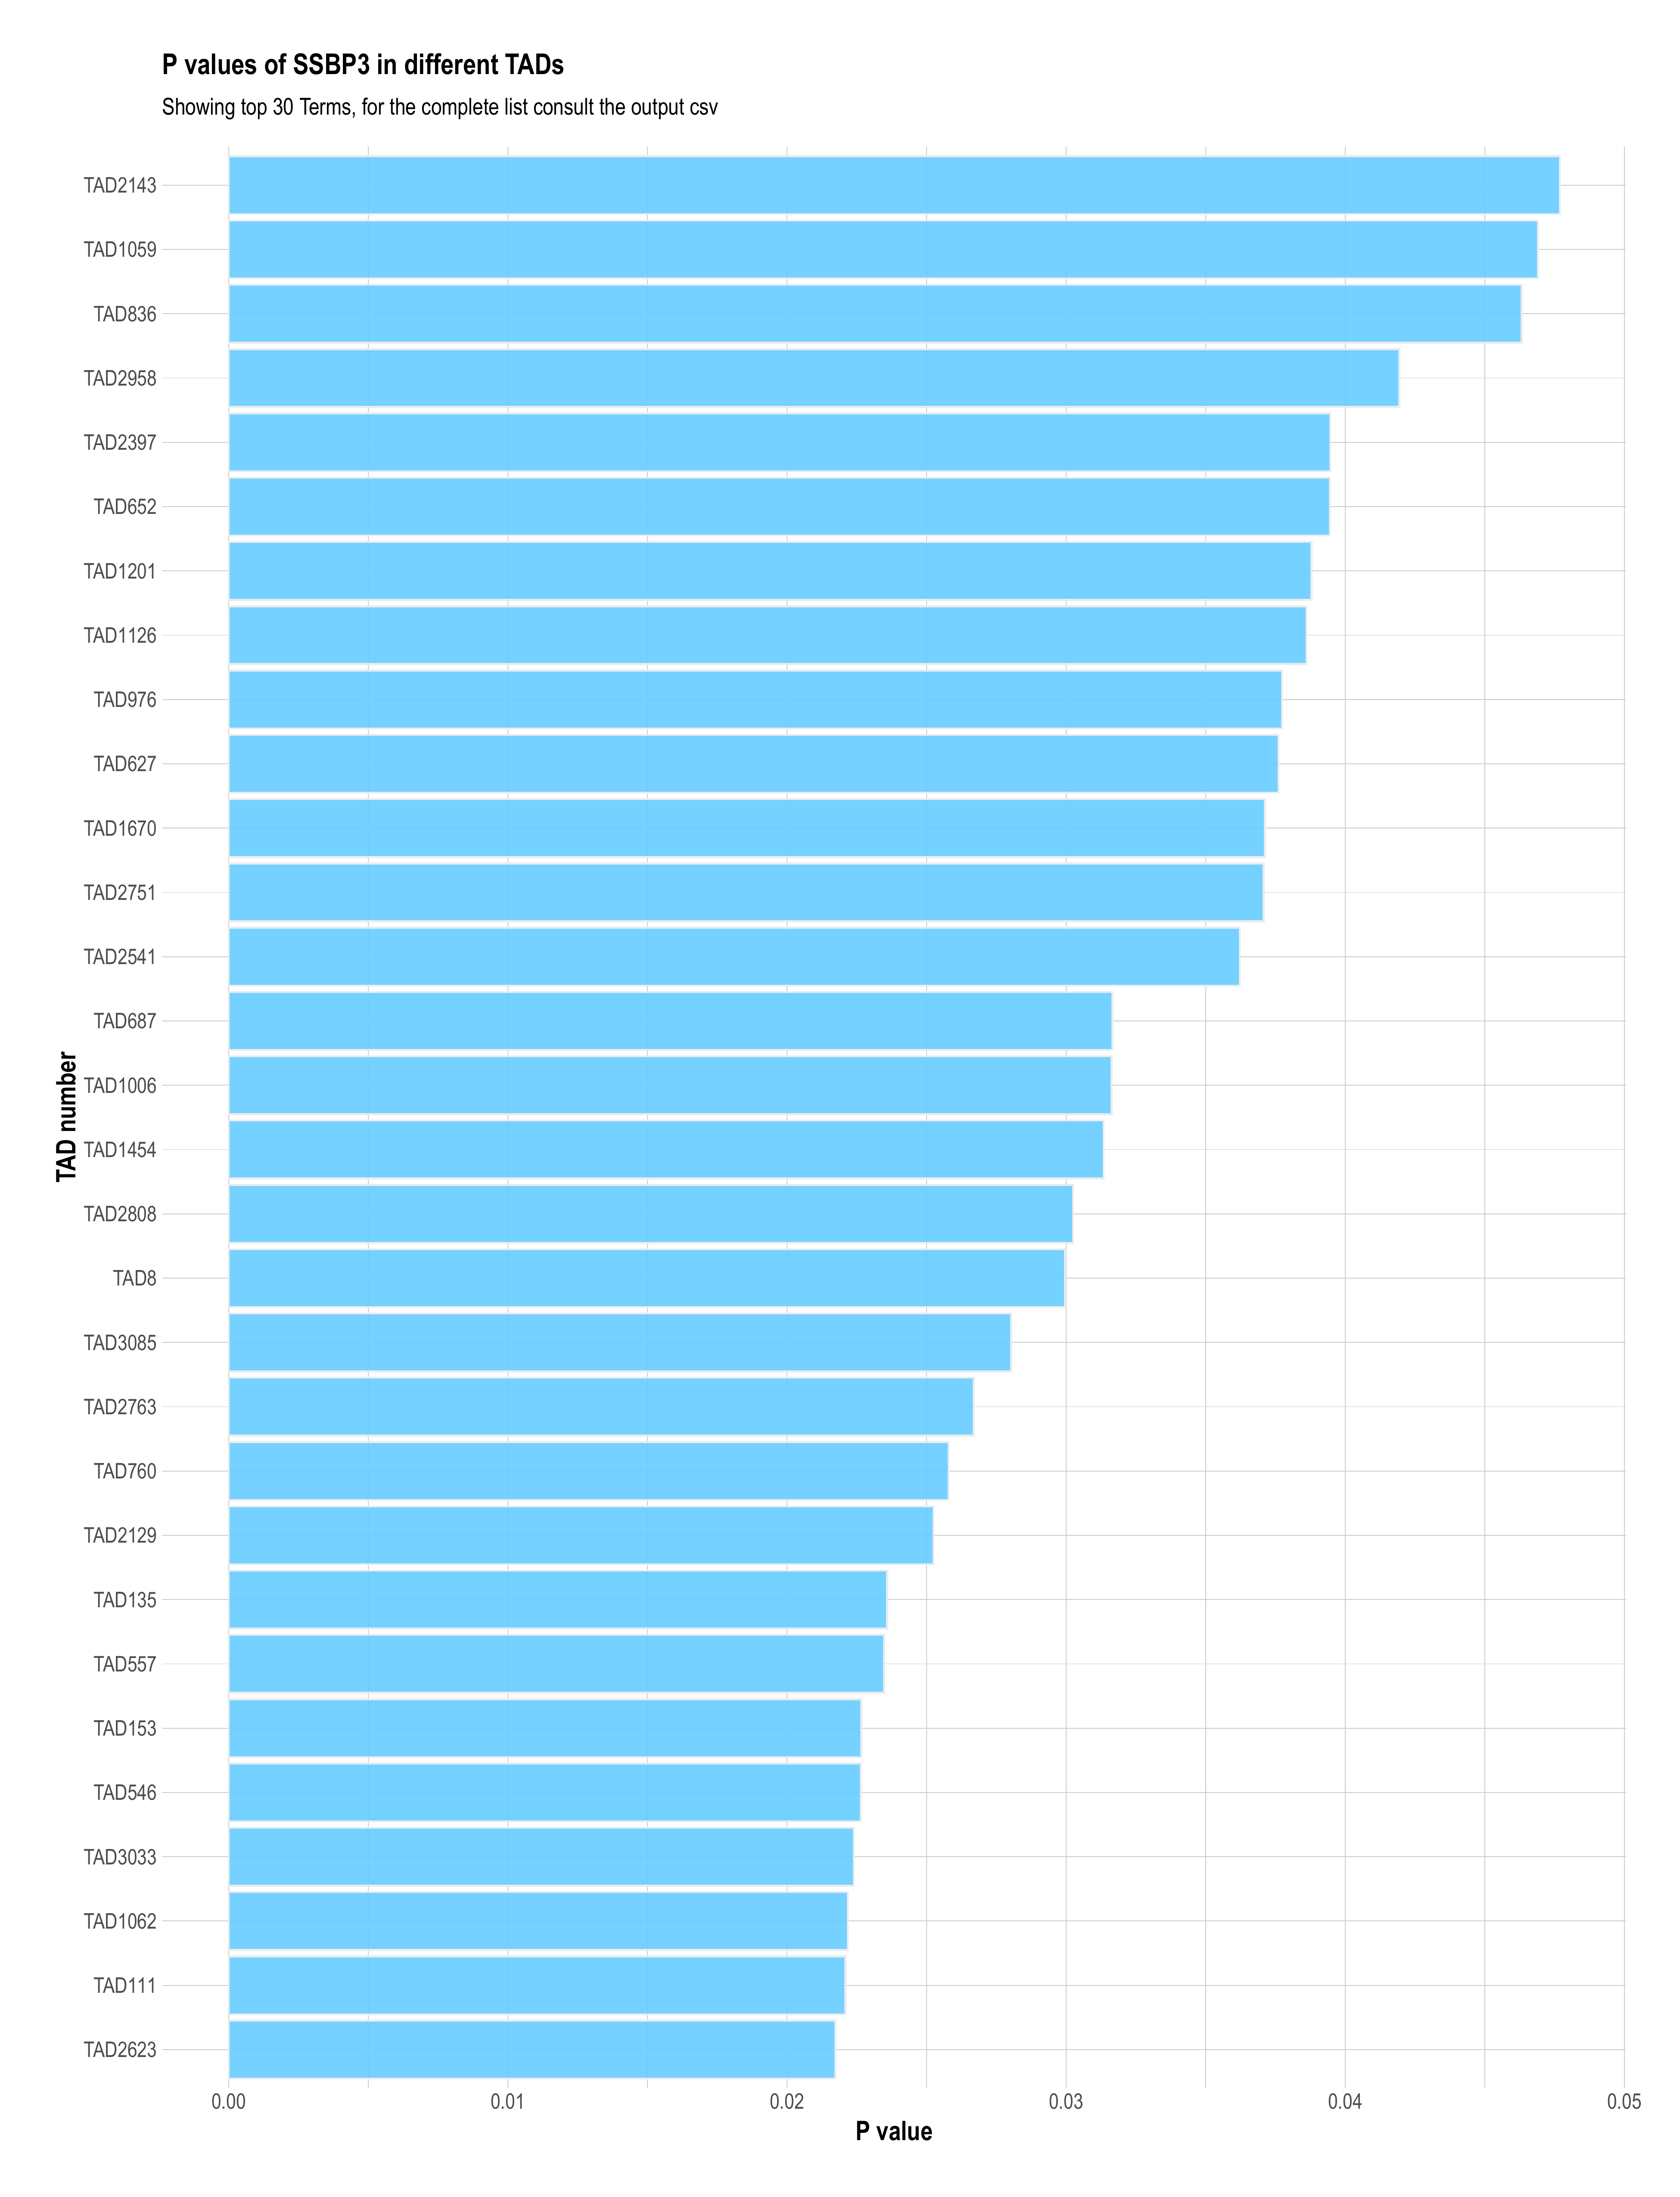 P values of SSBP3 in different TADs
Showing top 30 Terms, for the complete list consult the output csv
TAD number
TAD2143
TAD1059
TAD836
TAD2958
TAD2397
TAD652
TAD1201
TAD1126
TAD976
TAD627
TAD1670
TAD2751
TAD2541
TAD687
TAD1006
TAD1454
TAD2808
TAD8
TAD3085
TAD2763
TAD760
TAD2129
TAD135
TAD557
TAD153
TAD546
TAD3033
TAD1062
TAD111
TAD2623
0.00 0.01 0.02 0.03 0.04 0.05
P value